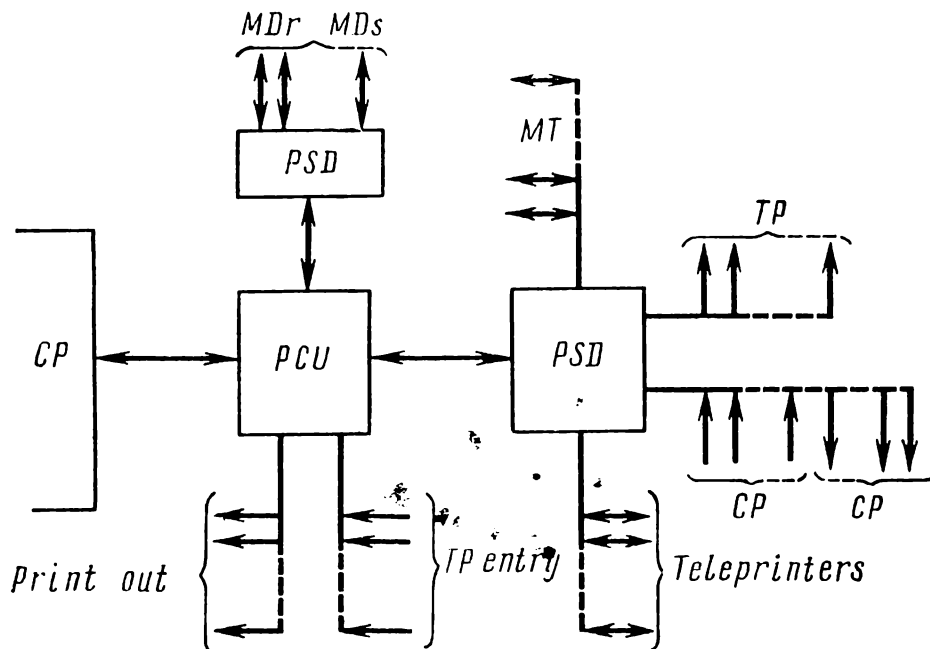 MDr MDs
PSD
MT
TP
CP
PCU
PSD
CP
CP
Print out
TP entry
Teleprinters